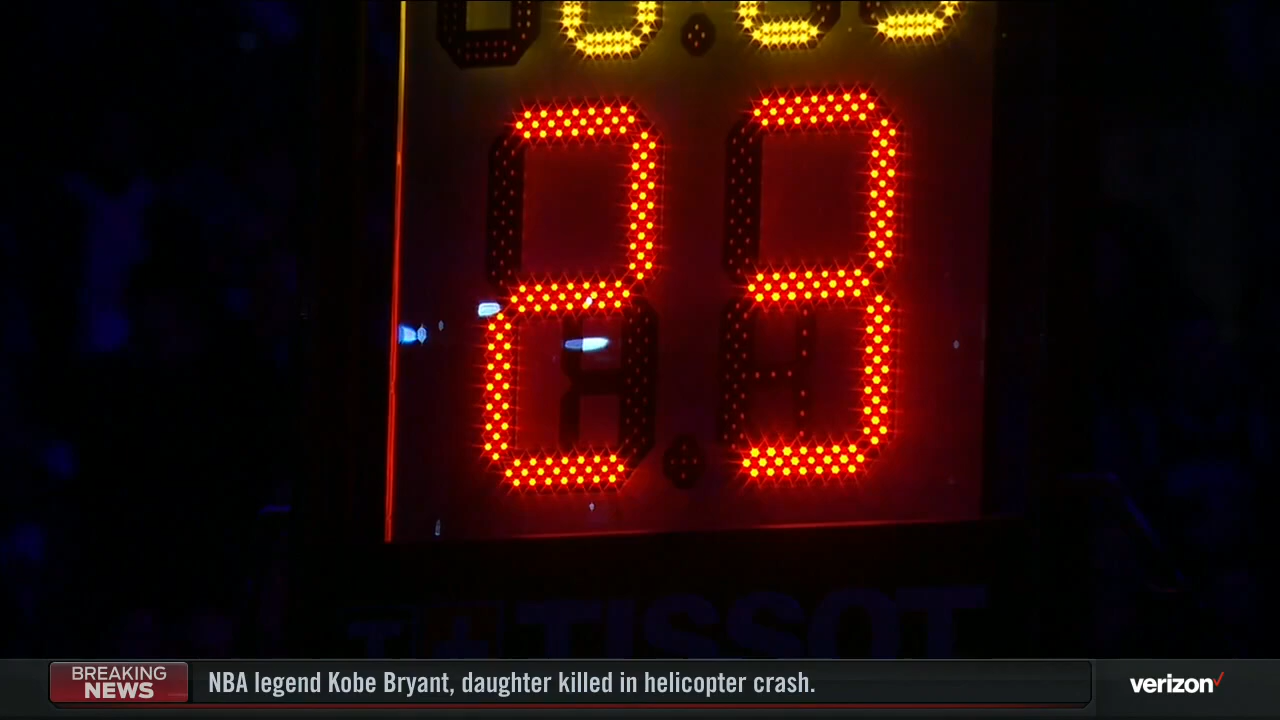 23
TISSOT
BREAKING
NEWS
NBA legend Kobe Bryant, daughter killed in helicopter crash.
verizon✓